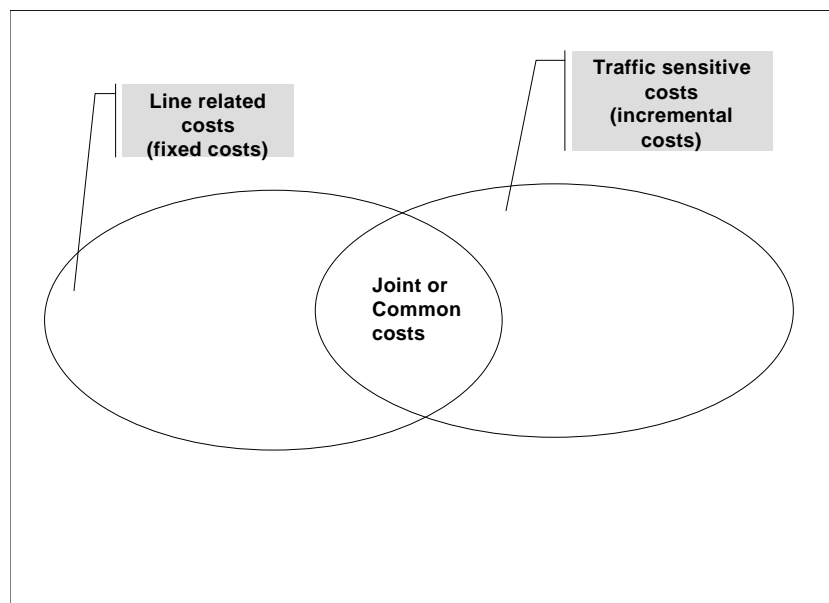 Line related
costs
(fixed costs)
Traffic sensitive
costs
(incremental
costs)
Joint or
Common
costs